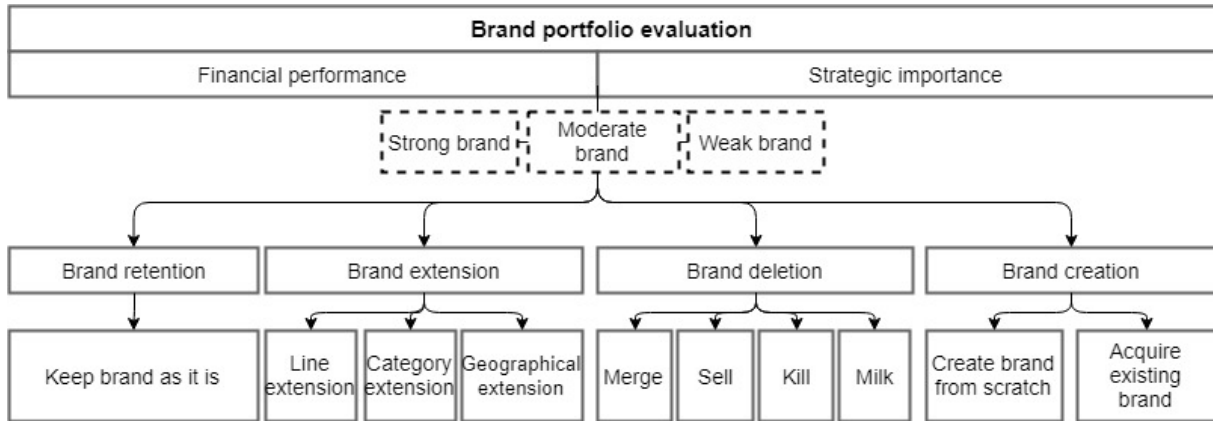 Brand portfolio evaluation
Financial performance
Strategic importance
Strong brand
Moderate
brand
Weak brand
Brand retention
Brand extension
Brand deletion
Brand creation
Keep brand as it is
Line
extension
Category
extension
Geographical
extension
Merge
Sell
Kill
Milk
Create brand
from scratch
Acquire
existing
brand